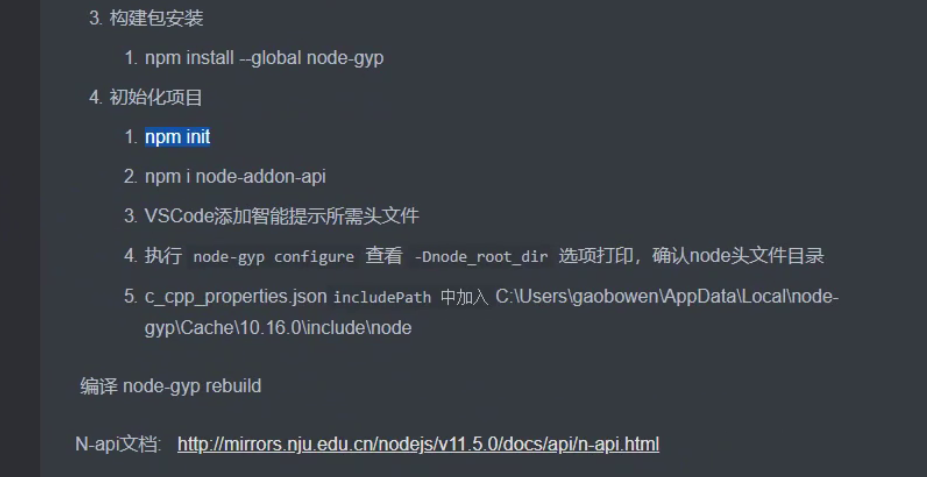 3. 构建包安装
1. npm install --global node-gyp
4. 初始化项目
1. npm init
2. npm i node-addon-api
3. VSCode添加智能提示所需头文件
4. 执行 node-gyp configure 查看 -Dnode_root_dir 选项打印，确认node头文件目录
5. c_cpp_properties.json includePath 中加入 C:\Users\gaobowen\AppData\Local\node-
gyp\Cache\10.16.0\include\node
编译 node-gyp rebuild
N-api文档: http://mirrors.nju.edu.cn/nodejs/v11.5.0/docs/api/n-api.html